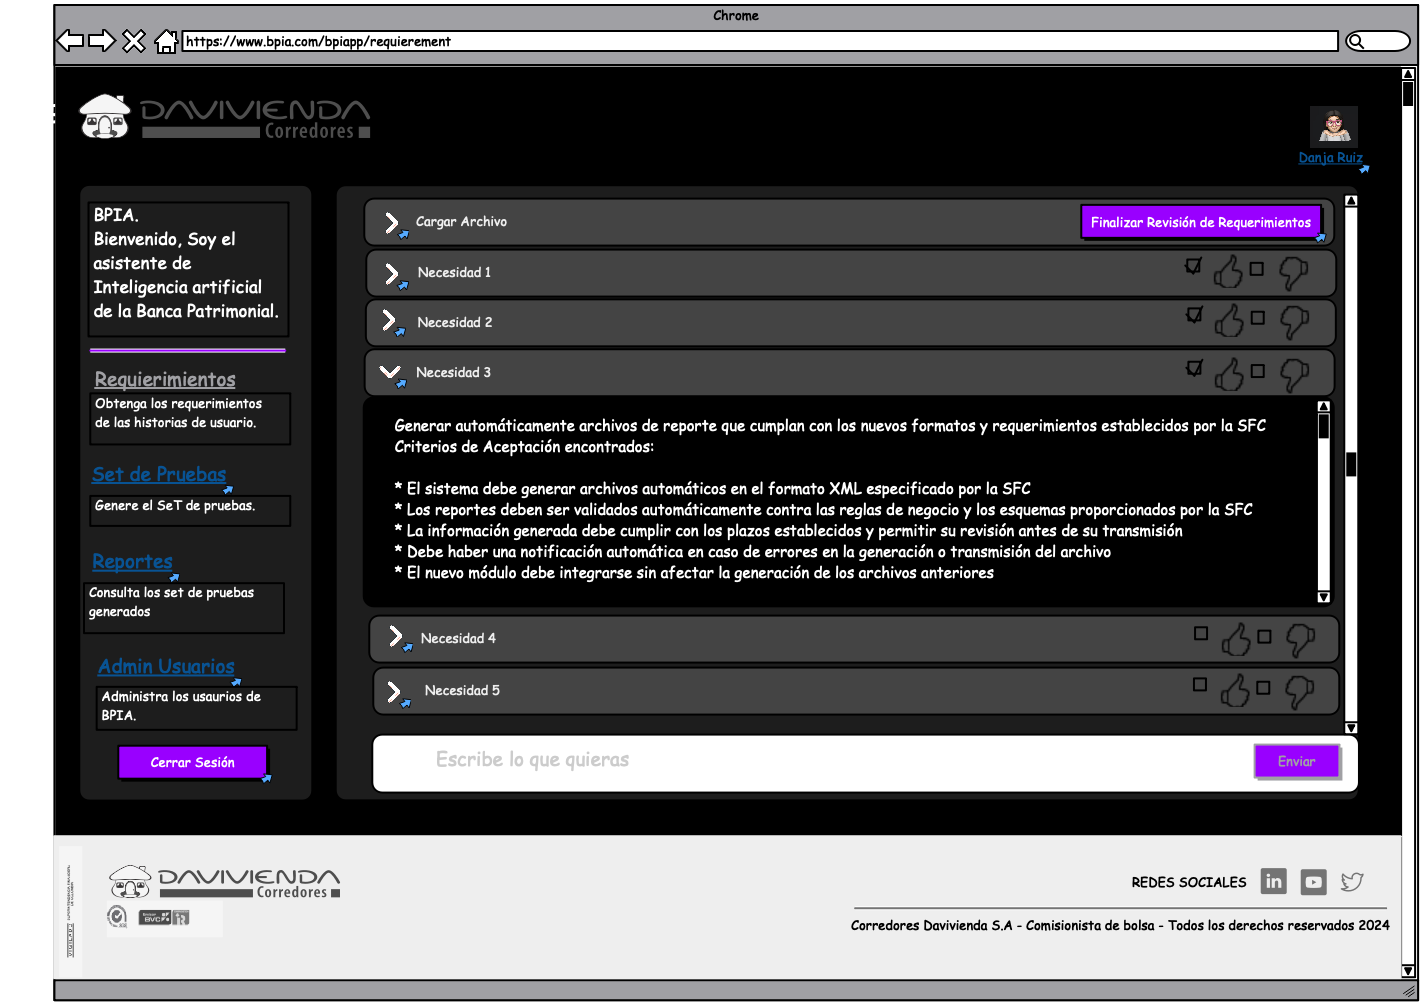 Chrome
https://www.bpia.com/bpiapp/requierement
DAVIVIENDA
Corredores
Danja Ruiz
BPIA.
Bienvenido, Soy el
asistente de
Inteligencia artificial
de la Banca Patrimonial.
Requierimientos
Obtenga los requerimientos
de las historias de usuario.
Set de Pruebas
Genere el SeT de pruebas.
Reportes
Consulta los set de pruebas
generados
Admin Usuarios
Administra los usaurios de
BPIA.
Cerrar Sesión
Cargar Archivo
Finalizar Revisión de Requerimientos
Necesidad 1
Necesidad 2
Necesidad 3
Generar automáticamente archivos de reporte que cumplan con los nuevos formatos y requerimientos establecidos por la SFC
Criterios de Aceptación encontrados:
* El sistema debe generar archivos automáticos en el formato XML especificado por la SFC
* Los reportes deben ser validados automáticamente contra las reglas de negocio y los esquemas proporcionados por la SFC
* La información generada debe cumplir con los plazos establecidos y permitir su revisión antes de su transmisión
* Debe haber una notificación automática en caso de errores en la generación o transmisión del archivo
* El nuevo módulo debe integrarse sin afectar la generación de los archivos anteriores
Necesidad 4
Necesidad 5
Escribe lo que quieras
Enviar
DAVIVIENDA
Corredores
BVC
IR
VIGILADO
REDES SOCIALES
in
Corredores Davivienda S.A - Comisionista de bolsa - Todos los derechos reservados 2024